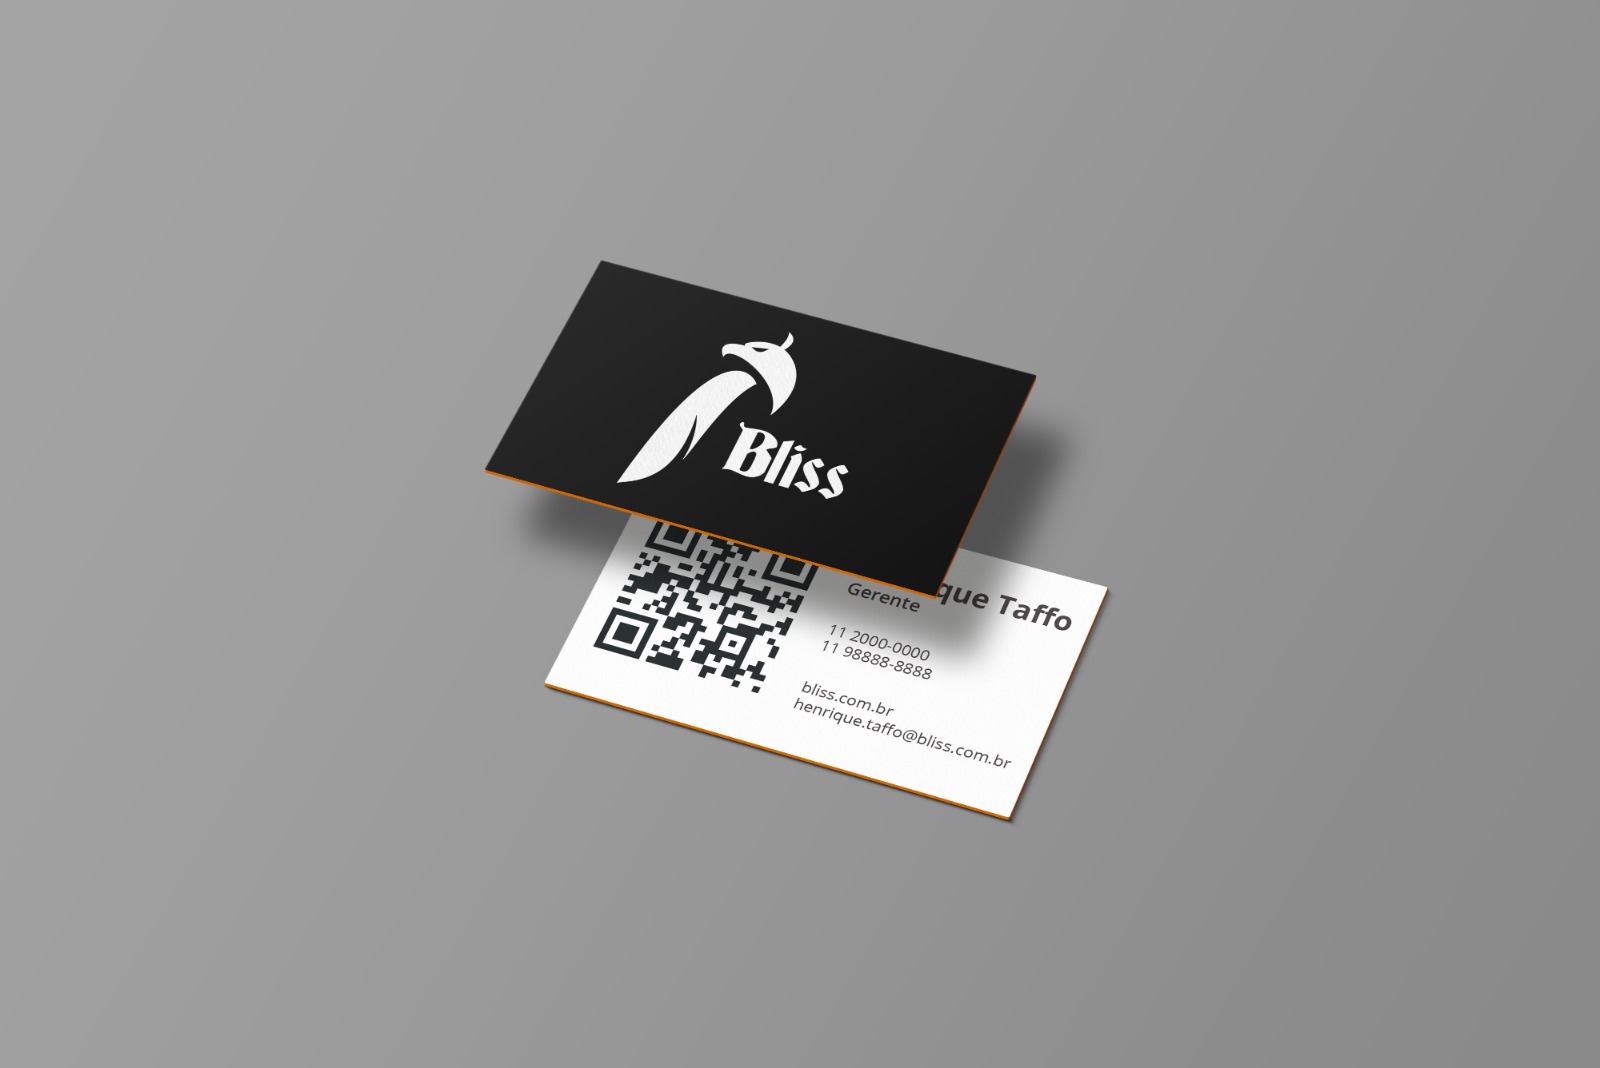 Bliss
que Taffo
Gerente
11 2000-0000
11 98888-8888
bliss.com.br
henrique.taffo@bliss.com.br